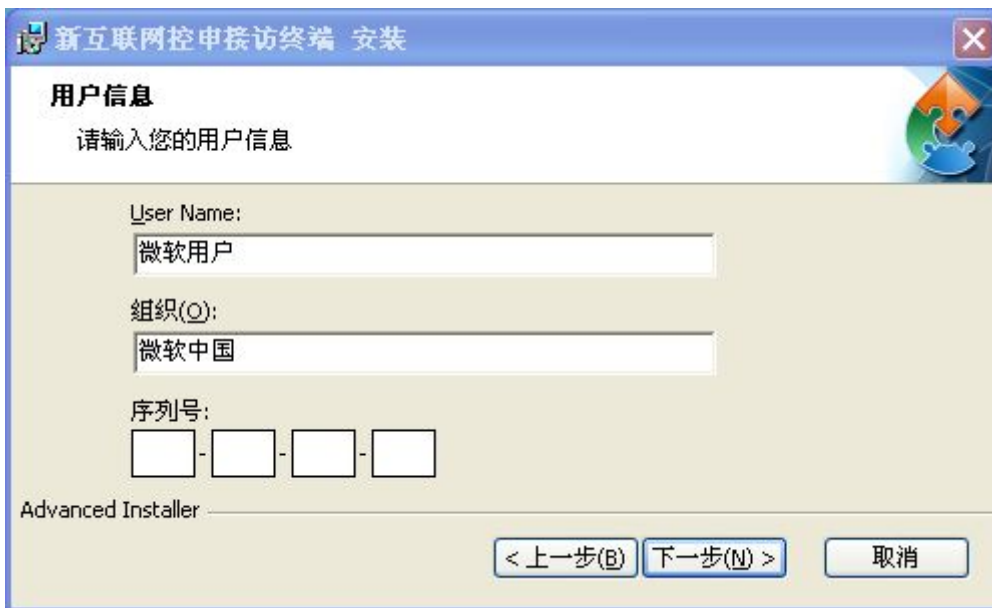 新互联网控申接访终端 安装
用户信息
请输入您的用户信息
User Name:
微软用户
组织(O):
微软中国
序列号:
- - -
Advanced Installer
< 上一步(B) 下一步(N) > 取消